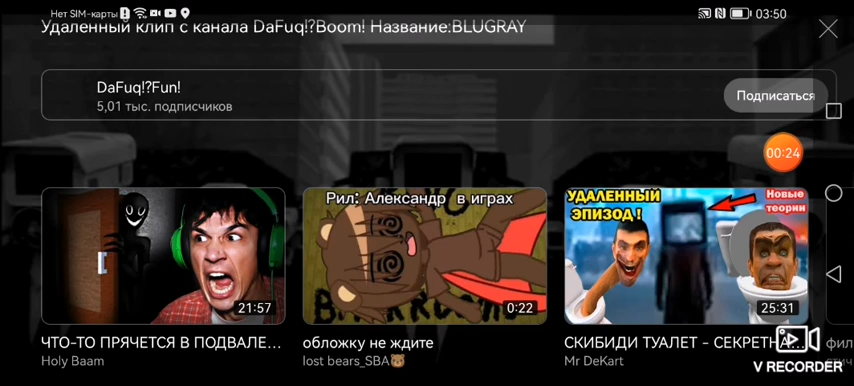 Нет SIM-карты 03:50
Удаленный клип с канала DaFuq!?Boom! Название:BLUGRAY
DaFuq!?Fun!
5,01 тыс. подписчиков
Подписаться
00:24
21:57
Рил: Александр в играх
0:22
УДАЛЕННЫЙ
ЭПИЗОД!
Новые
теории
25:31
ЧТО-ТО ПРЯЧЕТСЯ В ПОДВАЛЕ...
Holy Baam
обложку не ждите
lost bears_SBA🐻
СКИБИДИ ТУАЛЕТ - СЕКРЕТНА...
Mr DeKart
фил
V RECORDER